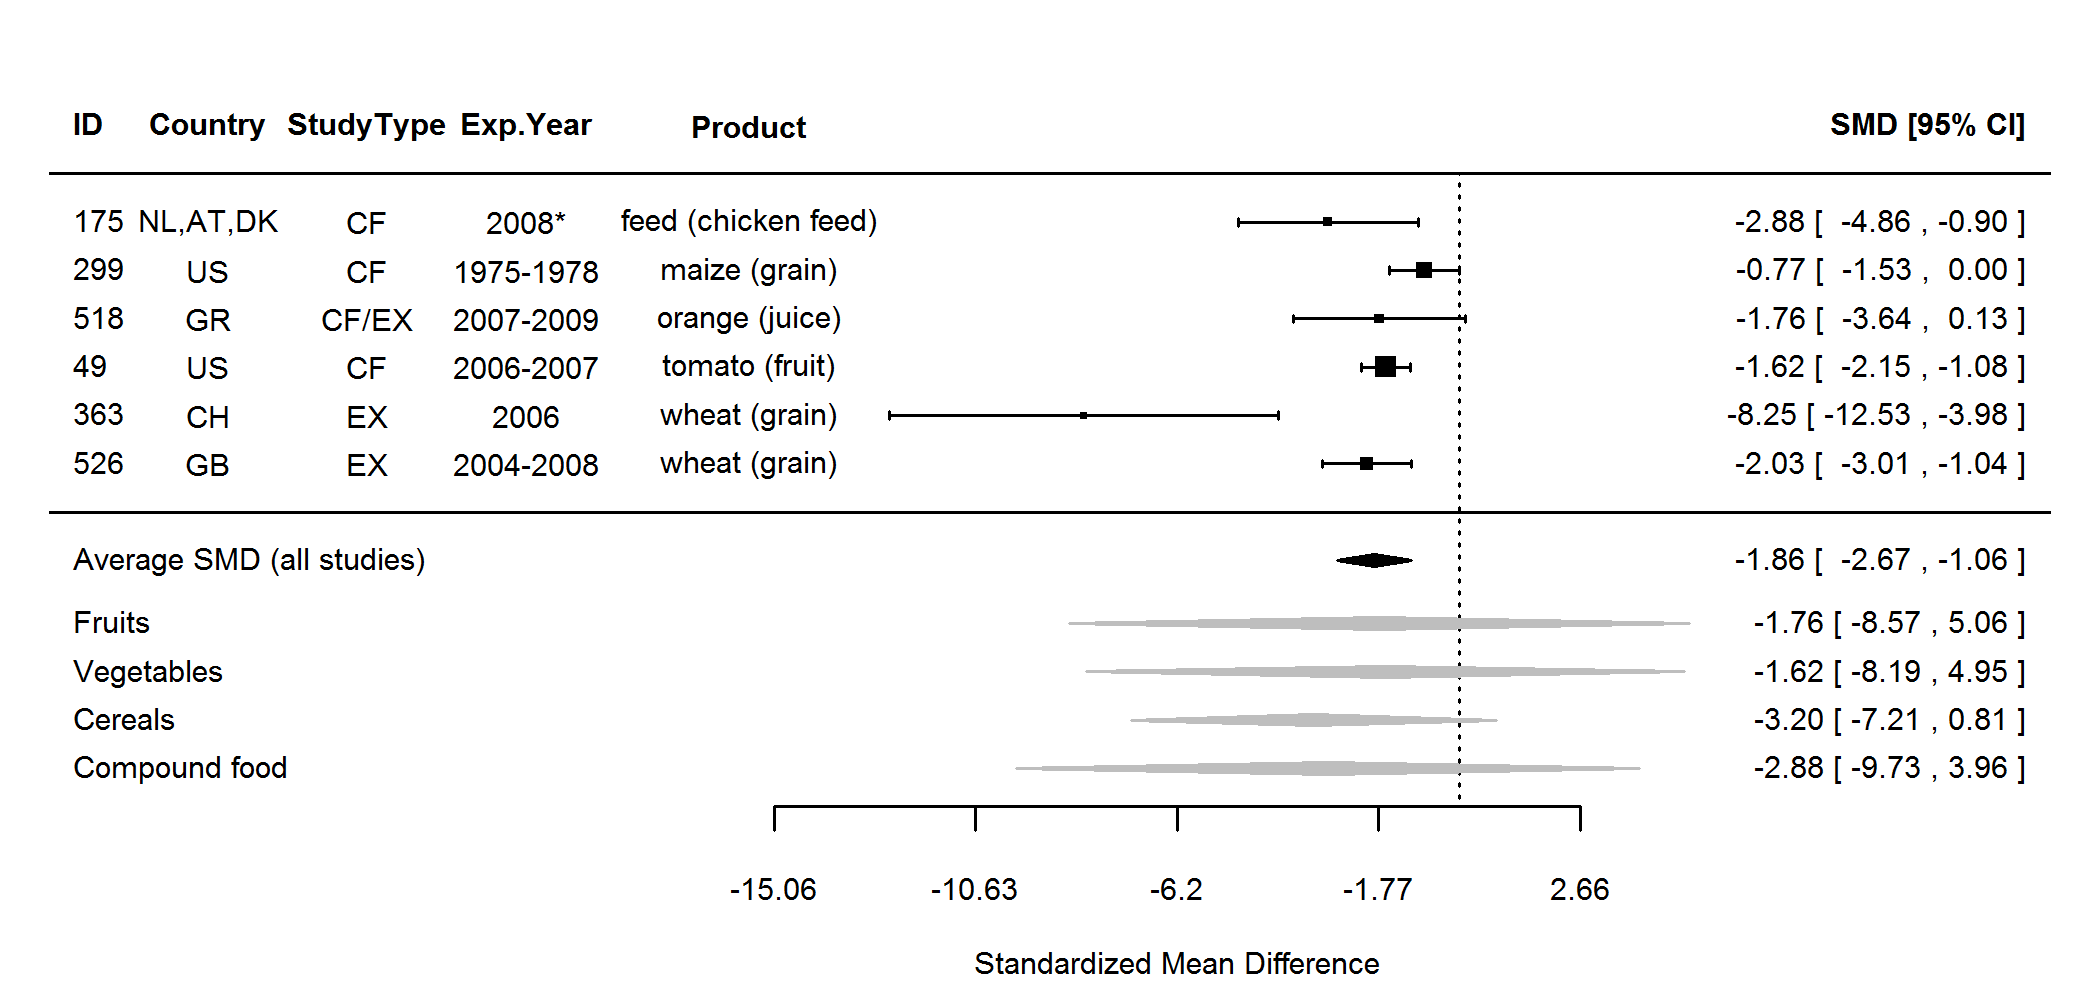 ID Country StudyType Exp.Year Product SMD [95% CI]
175 NL,AT,DK CF 2008* feed (chicken feed) -2.88 [ -4.86 , -0.90 ]
299 US CF 1975-1978 maize (grain) -0.77 [ -1.53 , 0.00 ]
518 GR CF/EX 2007-2009 orange (juice) -1.76 [ -3.64 , 0.13 ]
49 US CF 2006-2007 tomato (fruit) -1.62 [ -2.15 , -1.08 ]
363 CH EX 2006 wheat (grain) -8.25 [ -12.53 , -3.98 ]
526 GB EX 2004-2008 wheat (grain) -2.03 [ -3.01 , -1.04 ]
Average SMD (all studies) -1.86 [ -2.67 , -1.06 ]
Fruits -1.76 [ -8.57 , 5.06 ]
Vegetables -1.62 [ -8.19 , 4.95 ]
Cereals -3.20 [ -7.21 , 0.81 ]
Compound food -2.88 [ -9.73 , 3.96 ]
-15.06 -10.63 -6.2 -1.77 2.66
Standardized Mean Difference